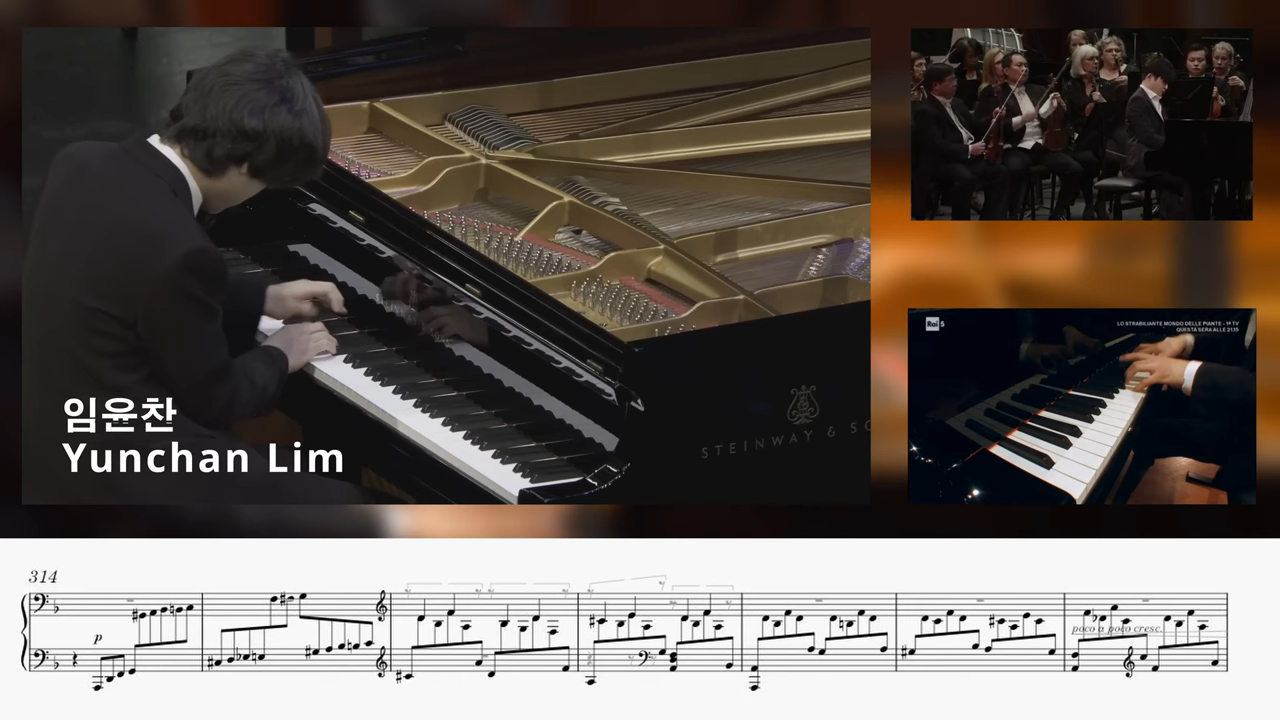 임윤찬
Yunchan Lim
STEINWAY & SO
Rai 5
LO STRABILIANTE MONDO DELLE PIANTE - 1ª TV
QUESTA SERA ALLE 21.15
314
p
poco a poco cresc.